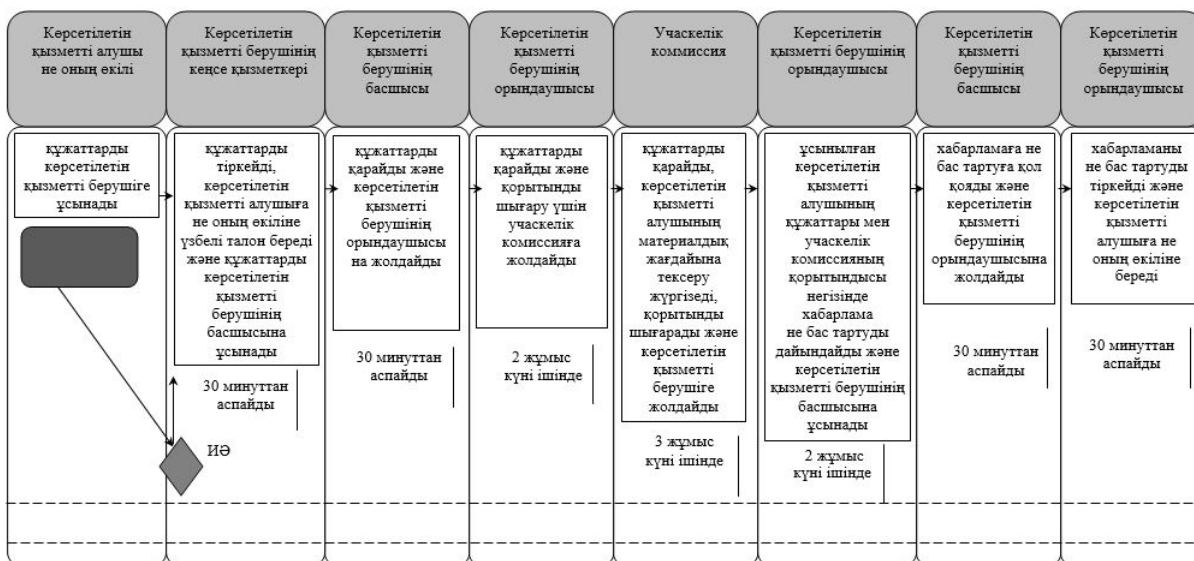 Көрсетілетін
қызметті алушы
не оның өкілі
Көрсетілетін
қызметті берушінің
кеңсе қызметкері
Көрсетілетін
қызметті
берушінің
басшысы
Көрсетілетін
қызметті
берушінің
орындаушысы
Учаскелік
коммиссия
Көрсетілетін
қызметті берушінің
орындаушысы
Көрсетілетін
қызметті
берушінің
басшысы
Көрсетілетін
қызметті
берушінің
орындаушысы
құжаттарды
көрсетілетін
қызметті берушіге
ұсынады
құжаттарды
тіркейді,
көрсетілетін
қызметті алушыға
не оның өкіліне
үзбелі талон береді
және құжаттарды
көрсетілетін
қызметті
берушінің
басшысына
ұсынады
30 минуттан
аспайды
ИӘ
құжаттарды
қарайды және
көрсетілетін
қызметті
берушінің
орындаушысы
на жолдайды
30 минуттан
аспайды
құжаттарды
қарайды және
қорытынды
шығару үшін
учаскелік
комиссияға
жолдайды
2 жұмыс
күні ішінде
құжаттарды
қарайды,
көрсетілетін
қызметті
алушының
материалдық
жағдайына
тексеру
жүргізеді,
қорытынды
шығарады және
көрсетілетін
қызметті
берушіге
жолдайды
3 жұмыс
күні ішінде
ұсынылған
көрсетілетін
қызметті
алушының
құжаттары мен
учаскелік
комиссияның
қорытындысы
негізінде
хабарлама
не бас тартуды
дайындайды және
көрсетілетін
қызметті берушінің
басшысына
ұсынады
2 жұмыс
күні ішінде
хабарламаға не
бас тартуға қол
қояды және
көрсетілетін
қызметті
берушінің
орындаушысына
жолдайды
30 минуттан
аспайды
хабарламаны
не бас тартуды
тіркейді және
көрсетілетін
қызметті
алушыға не
оның өкіліне
береді
30 минуттан
аспайды